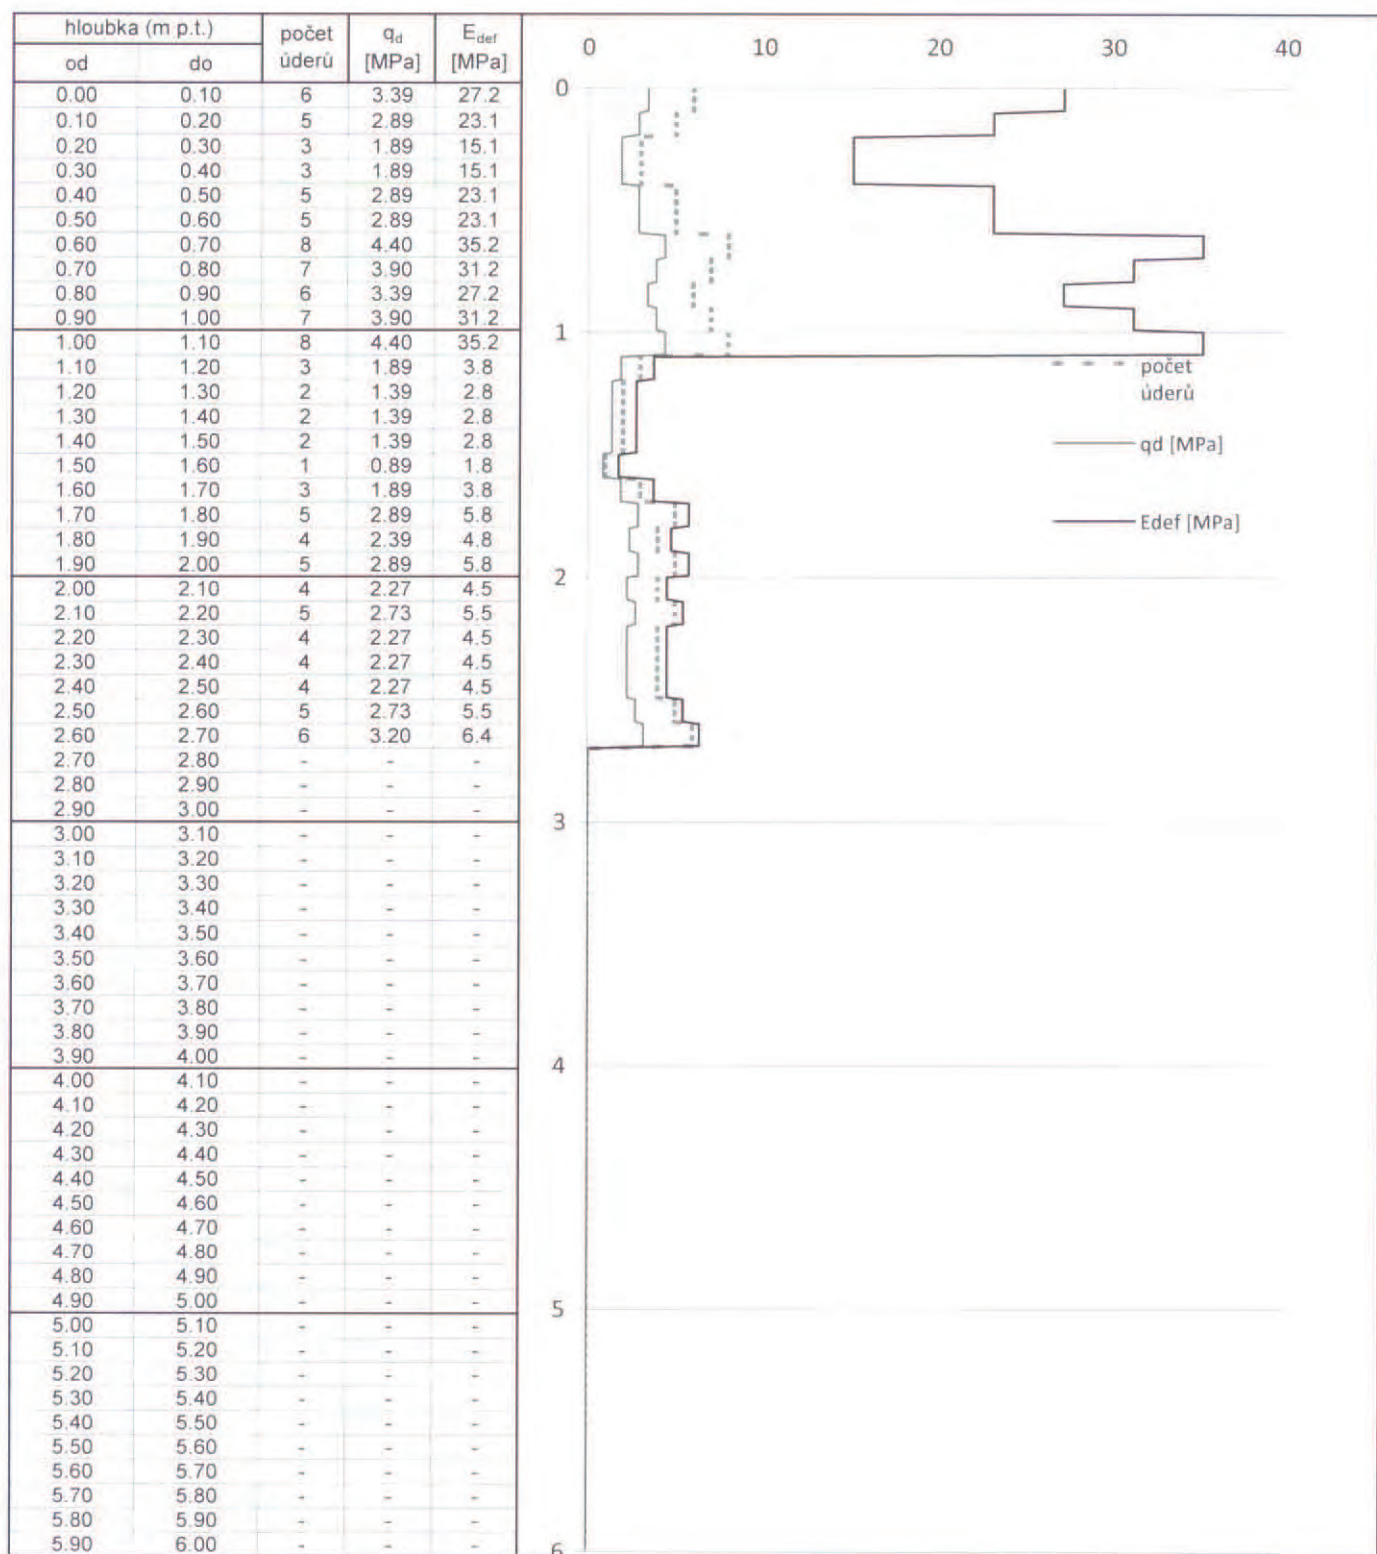 hloubka (m p.t.) počet úderů qd [MPa] Edef [MPa]
od do
0.00 0.10 6 3.39 27.2
0.10 0.20 5 2.89 23.1
0.20 0.30 3 1.89 15.1
0.30 0.40 3 1.89 15.1
0.40 0.50 5 2.89 23.1
0.50 0.60 5 2.89 23.1
0.60 0.70 8 4.40 35.2
0.70 0.80 7 3.90 31.2
0.80 0.90 6 3.39 27.2
0.90 1.00 7 3.90 31.2
1.00 1.10 8 4.40 35.2
1.10 1.20 3 1.89 3.8
1.20 1.30 2 1.39 2.8
1.30 1.40 2 1.39 2.8
1.40 1.50 2 1.39 2.8
1.50 1.60 1 0.89 1.8
1.60 1.70 3 1.89 3.8
1.70 1.80 5 2.89 5.8
1.80 1.90 4 2.39 4.8
1.90 2.00 5 2.89 5.8
2.00 2.10 4 2.27 4.5
2.10 2.20 5 2.73 5.5
2.20 2.30 4 2.27 4.5
2.30 2.40 4 2.27 4.5
2.40 2.50 4 2.27 4.5
2.50 2.60 5 2.73 5.5
2.60 2.70 6 3.20 6.4
2.70 2.80 - - -
2.80 2.90 - - -
2.90 3.00 - - -
3.00 3.10 - - -
3.10 3.20 - - -
3.20 3.30 - - -
3.30 3.40 - - -
3.40 3.50 - - -
3.50 3.60 - - -
3.60 3.70 - - -
3.70 3.80 - - -
3.80 3.90 - - -
3.90 4.00 - - -
4.00 4.10 - - -
4.10 4.20 - - -
4.20 4.30 - - -
4.30 4.40 - - -
4.40 4.50 - - -
4.50 4.60 - - -
4.60 4.70 - - -
4.70 4.80 - - -
4.80 4.90 - - -
4.90 5.00 - - -
5.00 5.10 - - -
5.10 5.20 - - -
5.20 5.30 - - -
5.30 5.40 - - -
5.40 5.50 - - -
5.50 5.60 - - -
5.60 5.70 - - -
5.70 5.80 - - -
5.80 5.90 - - -
5.90 6.00 - - -
0 10 20 30 40
0
1
2
3
4
5
6
počet
úderů
qd [MPa]
Edef [MPa]